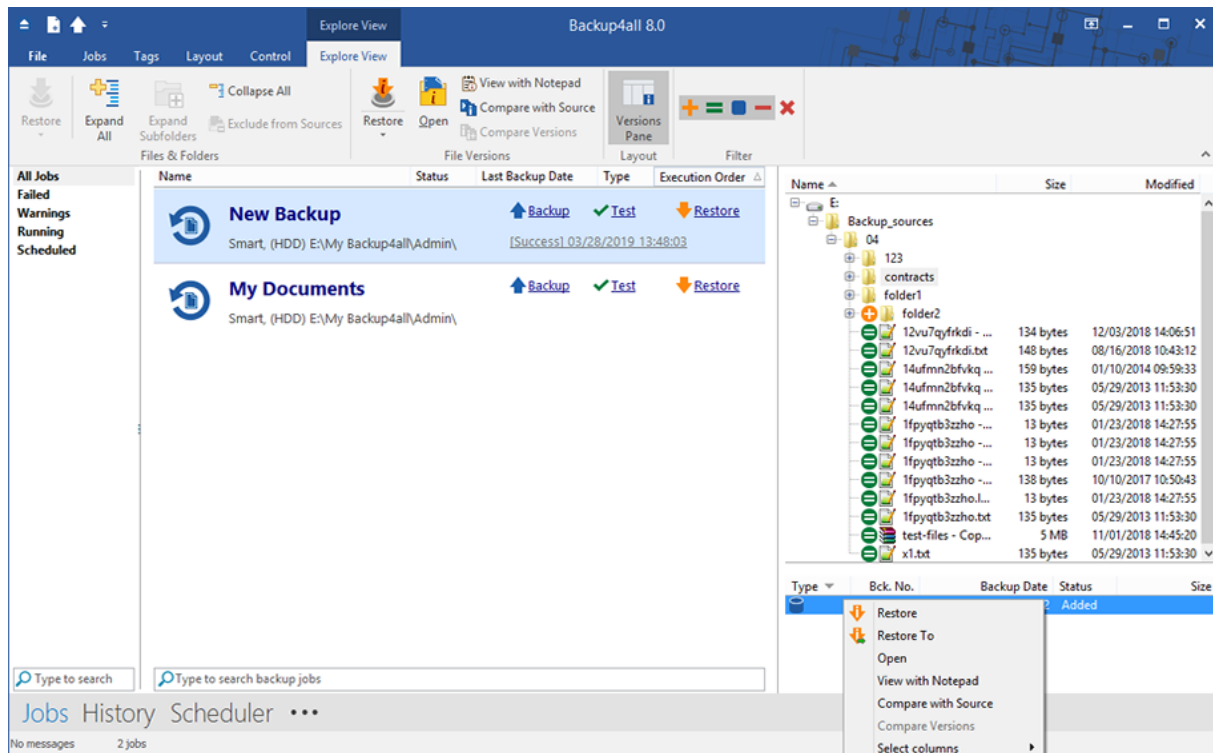 Explore View
Backup4all 8.0
File Jobs Tags Layout Control Explore View
Restore
Expand All
Expand Subfolders
Collapse All
Exclude from Sources
Files & Folders
Restore
Open
View with Notepad
Compare with Source
Compare Versions
File Versions
Versions Pane
Layout
Filter
All Jobs
Failed
Warnings
Running
Scheduled
Name Status Last Backup Date Type Execution Order
New Backup Backup Test Restore
Smart, (HDD) E:\My Backup4all\Admin\ [Success] 03/28/2019 13:48:03
My Documents Backup Test Restore
Smart, (HDD) E:\My Backup4all\Admin\
Name Size Modified
E:
Backup_sources
04
123
contracts
folder1
folder2
12vu7qyfrkdi - ... 134 bytes 12/03/2018 14:06:51
12vu7qyfrkdi.txt 148 bytes 08/16/2018 10:43:12
14ufmn2bfvkq ... 159 bytes 01/10/2014 09:59:33
14ufmn2bfvkq ... 135 bytes 05/29/2013 11:53:30
14ufmn2bfvkq ... 135 bytes 05/29/2013 11:53:30
1fpyqtb3zzho -... 13 bytes 01/23/2018 14:27:55
1fpyqtb3zzho -... 13 bytes 01/23/2018 14:27:55
1fpyqtb3zzho -... 13 bytes 01/23/2018 14:27:55
1fpyqtb3zzho -... 138 bytes 10/10/2017 10:50:43
1fpyqtb3zzho.l... 13 bytes 01/23/2018 14:27:55
1fpyqtb3zzho.txt 135 bytes 05/29/2013 11:53:30
test-files - Cop... 5 MB 11/01/2018 14:45:20
x1.txt 135 bytes 05/29/2013 11:53:30
Type Bck. No. Backup Date Status Size
Added
Restore
Restore To
Open
View with Notepad
Compare with Source
Compare Versions
Select columns
Type to search
Type to search backup jobs
Jobs History Scheduler •••
No messages 2 jobs